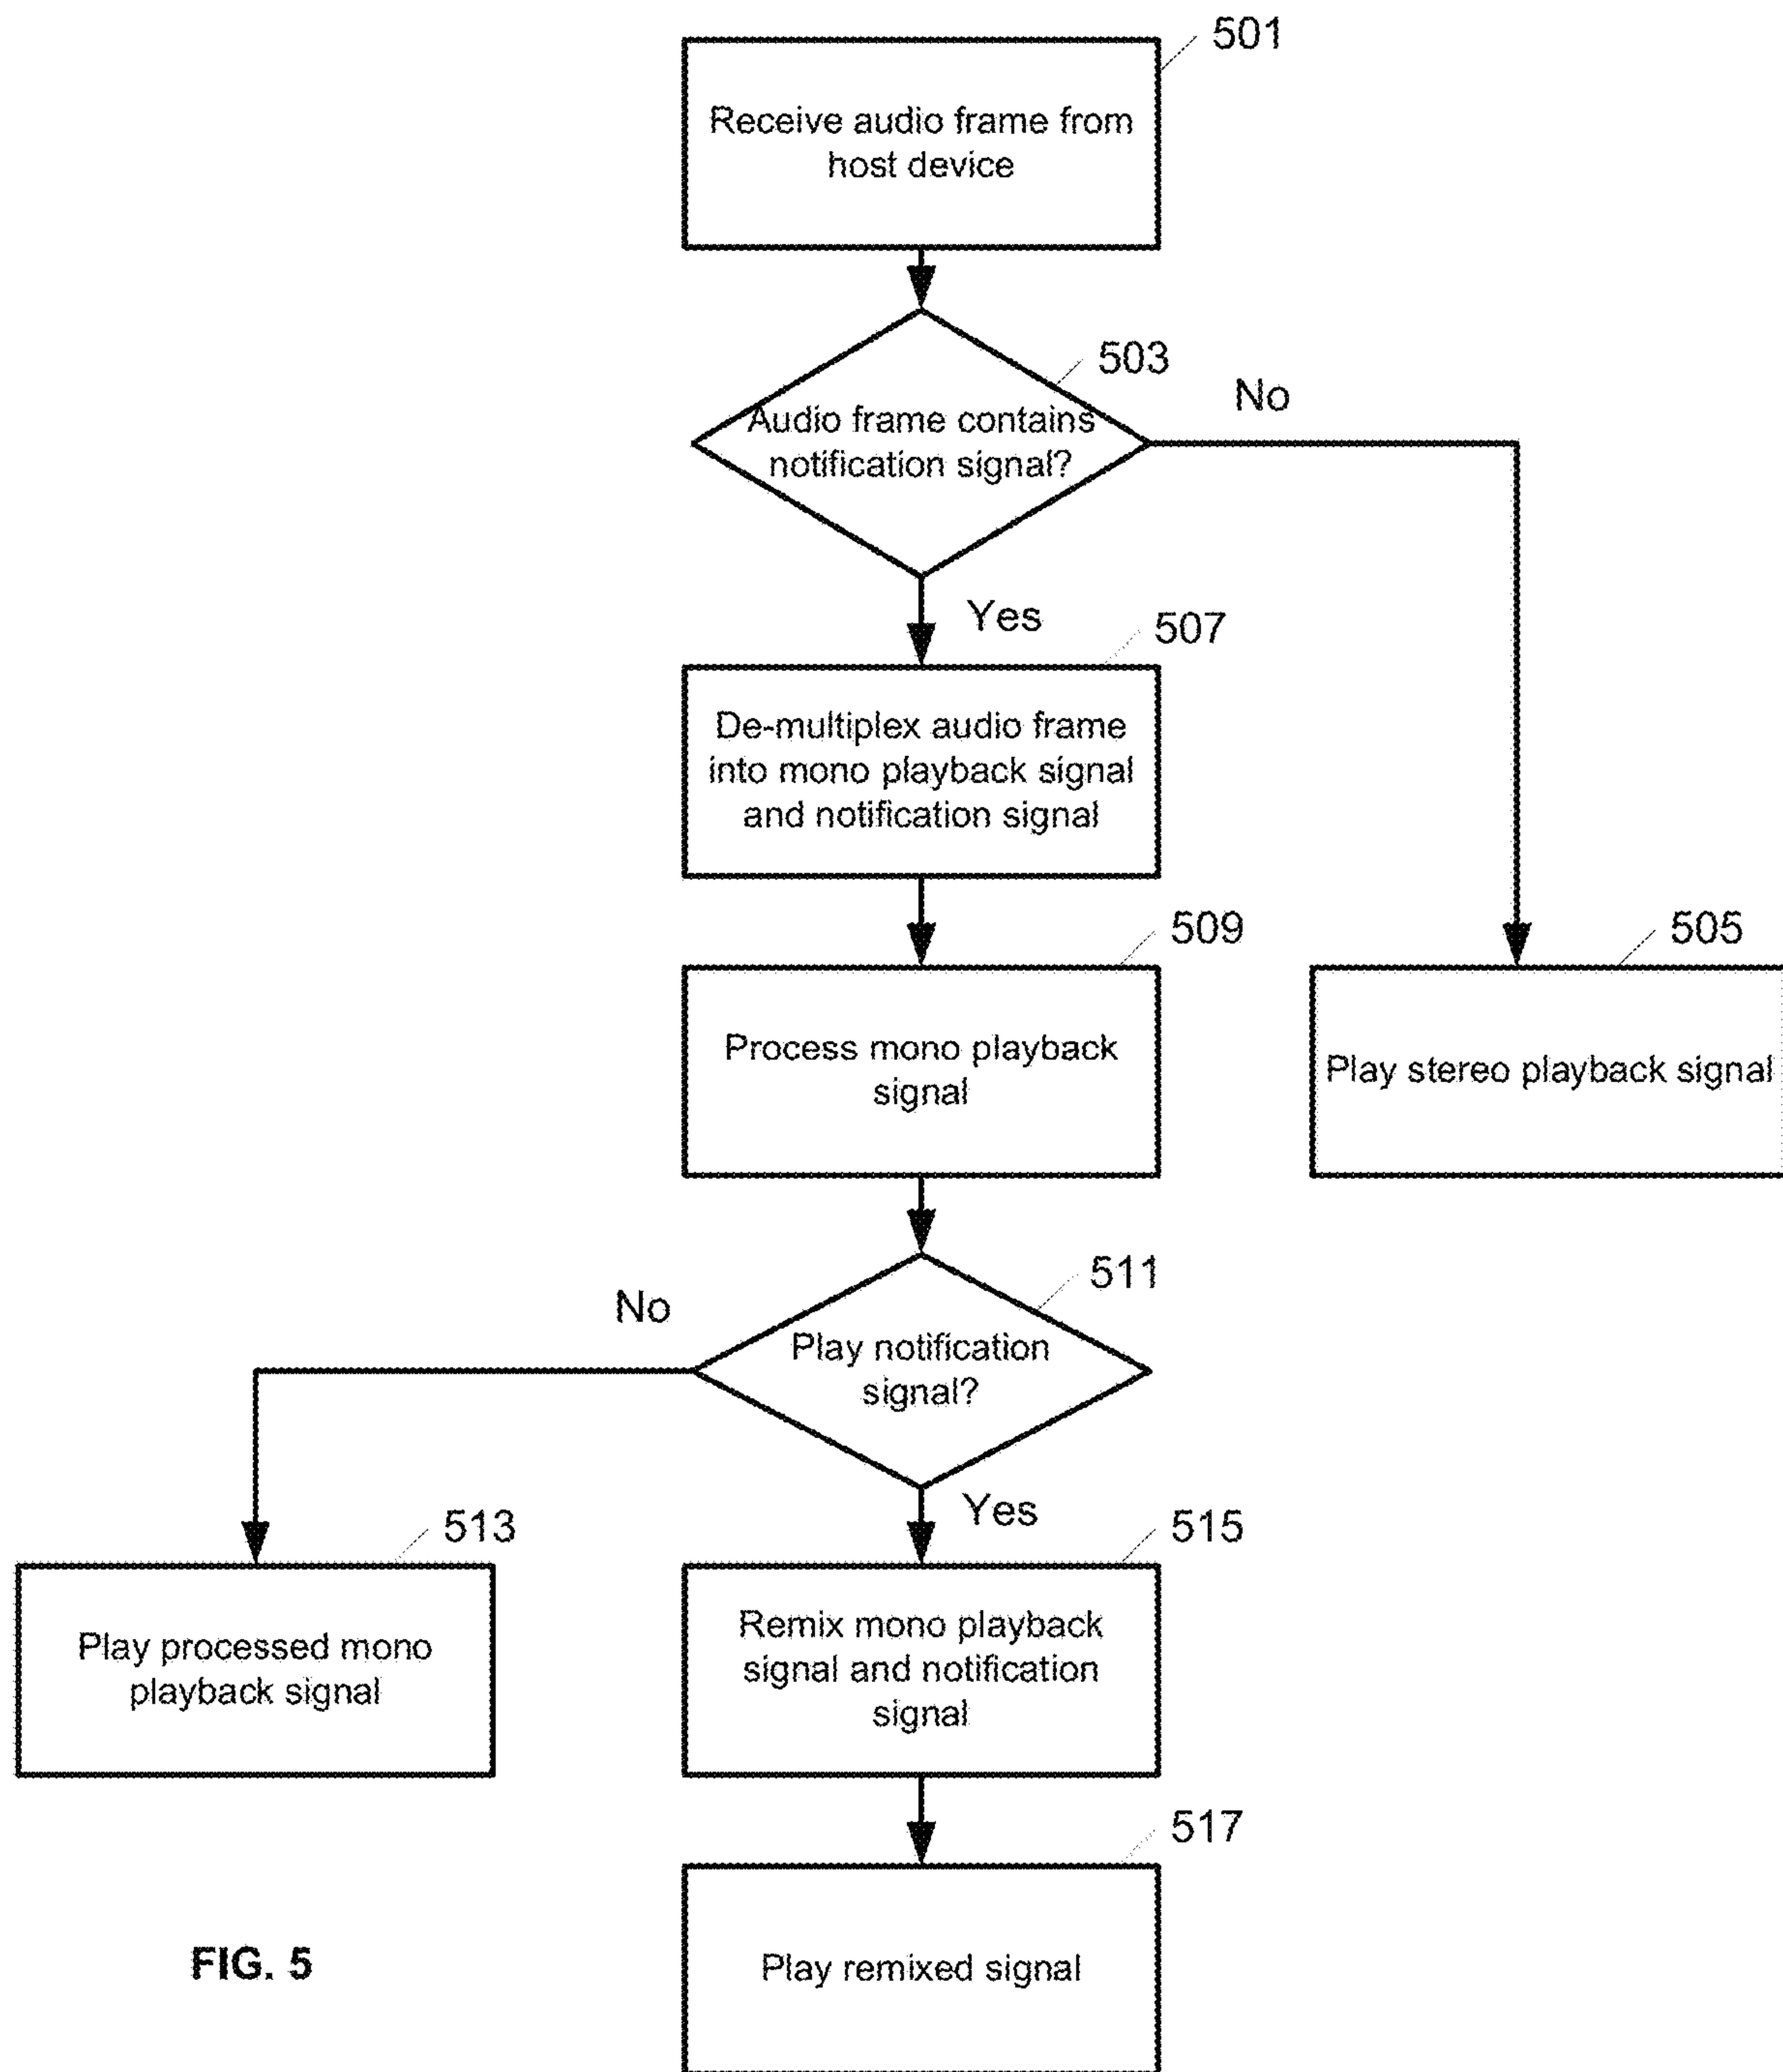 501
Receive audio frame from
host device
503
No
Audio frame contains
notification signal?
Yes
507
De-multiplex audio frame
into mono playback signal
and notification signal
509
505
Process mono playback
signal
Play stereo playback signal
511
No
Play notification
signal?
Yes
513
515
Play processed mono
playback signal
Remix mono playback
signal and notification
signal
517
FIG. 5
Play remixed signal